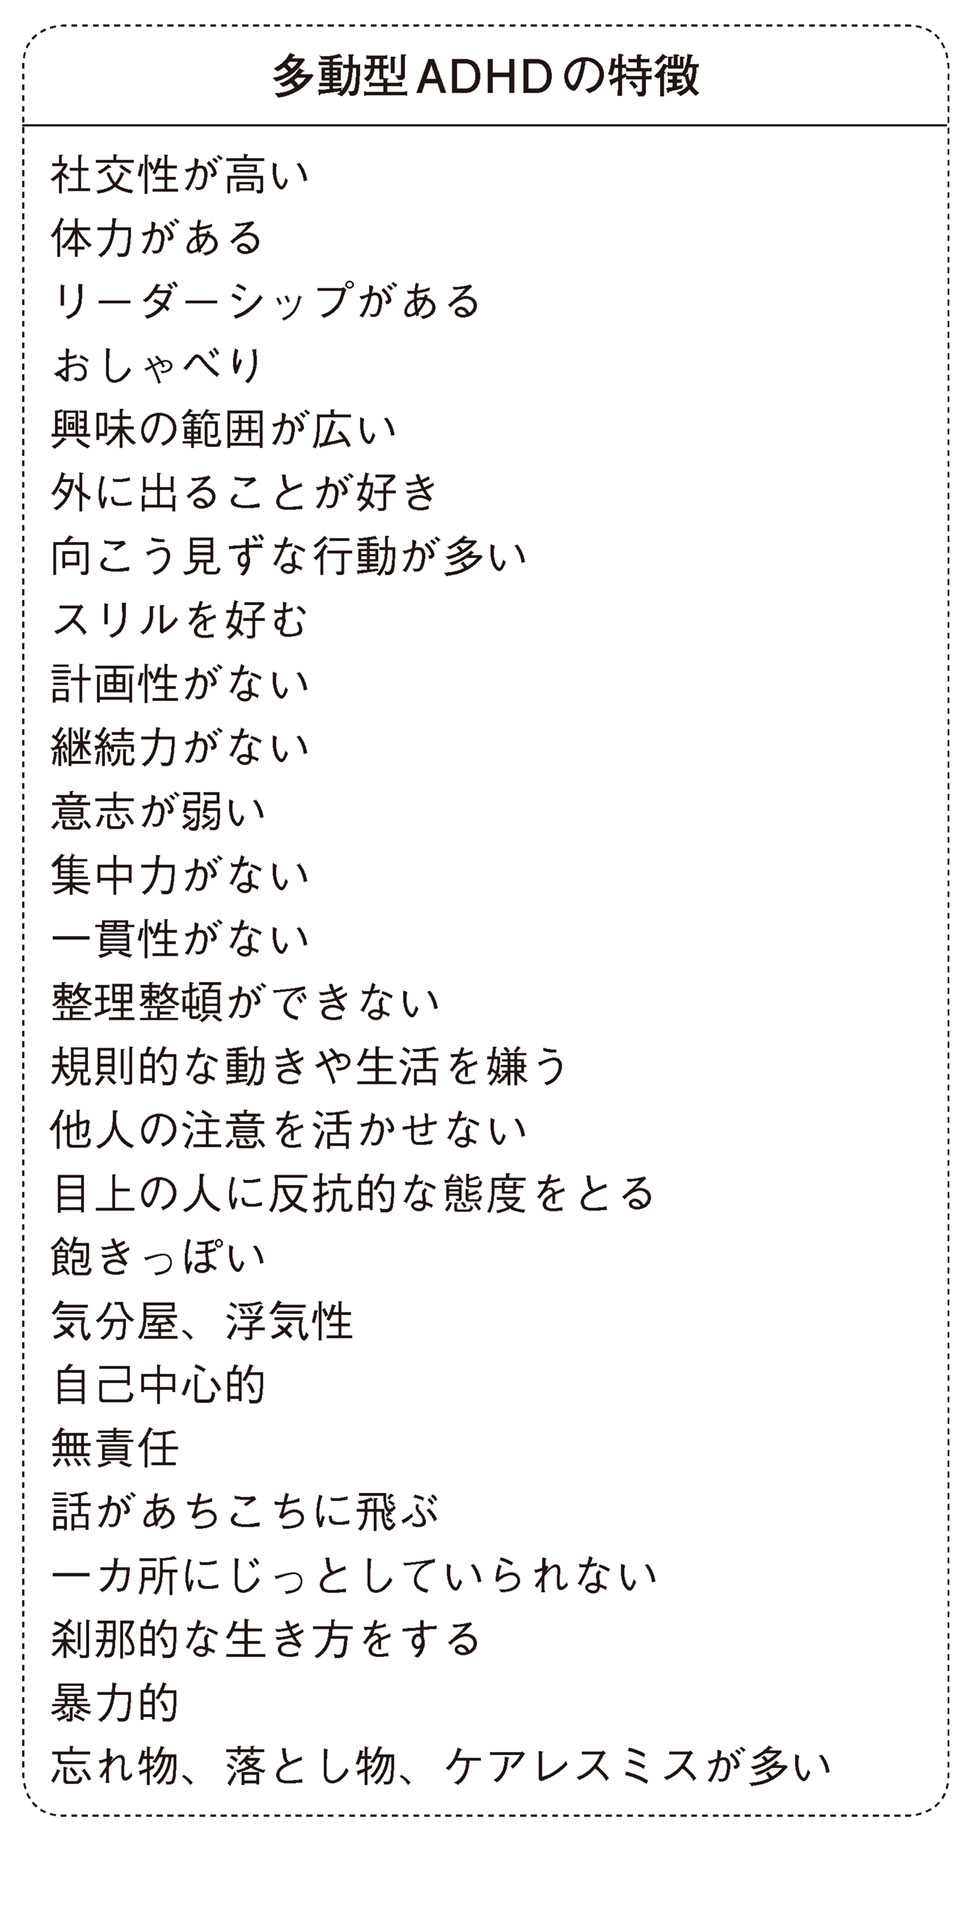 多動型ADHDの特徴
社交性が高い
体力がある
リーダーシップがある
おしゃべり
興味の範囲が広い
外に出ることが好き
向こう見ずな行動が多い
スリルを好む
計画性がない
継続力がない
意志が弱い
集中力がない
一貫性がない
整理整頓ができない
規則的な動きや生活を嫌う
他人の注意を活かせない
目上の人に反抗的な態度をとる
飽きっぽい
気分屋、浮気性
自己中心的
無責任
話があちこちに飛ぶ
一カ所にじっとしていられない
刹那的な生き方をする
暴力的
忘れ物、落とし物、ケアレスミスが多い